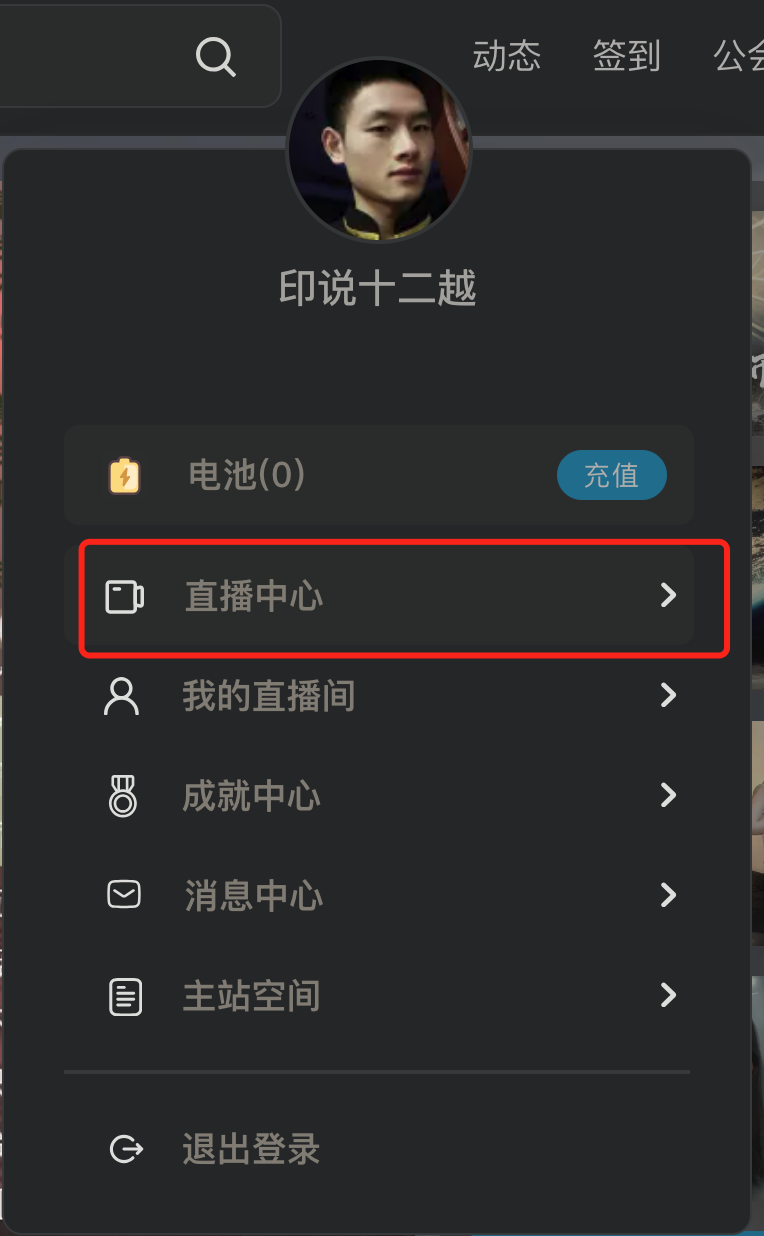 动态 签到 公会
印说十二越
电池(0) 充值
直播中心
我的直播间
成就中心
消息中心
主站空间
退出登录